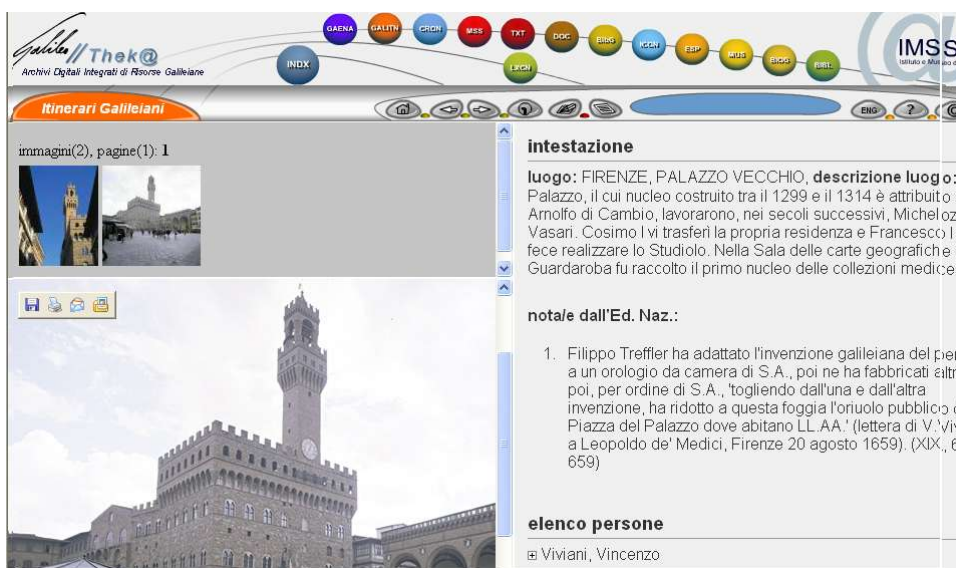 Galileo//Thek@
Archivi Digitali Integrati di Risorse Galileiane
INDX
GAENA
GALITN
CRON
MSS
TXT
LXCN
DOC
BibG
ICON
ESP
MUS
BIOG
BIBL
IMSS
Itinerari Galileiani
ENG
?
immagini(2), pagine(1): 1
intestazione
luogo: FIRENZE, PALAZZO VECCHIO, descrizione luogo:
Palazzo, il cui nucleo costruito tra il 1299 e il 1314 è attribuito
Arnolfo di Cambio, lavorarono, nei secoli successivi, Micheloz
Vasari. Cosimo I vi trasferì la propria residenza e Francesco I
fece realizzare lo Studiolo. Nella Sala delle carte geografiche
Guardaroba fu raccolto il primo nucleo delle collezioni medice
nota/e dall'Ed. Naz.:
1. Filippo Treffler ha adattato l'invenzione galileiana del pe
a un orologio da camera di S.A., poi ne ha fabbricati altr
poi, per ordine di S.A., 'togliendo dall'una e dall'altra
invenzione, ha ridotto a questa foggia l'oriuolo pubblico
Piazza del Palazzo dove abitano LL.AA.' (lettera di V. Viv
a Leopoldo de' Medici, Firenze 20 agosto 1659). (XIX, 6
659)
elenco persone
Viviani, Vincenzo